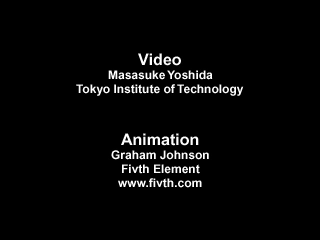 Video
Masasuke Yoshida
Tokyo Institute of Technology
Animation
Graham Johnson
Fivth Element
www.fivth.com